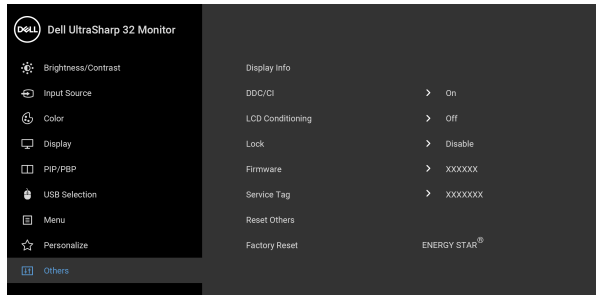 DELL Dell UltraSharp 32 Monitor
Brightness/Contrast Display Info
Input Source DDC/CI On
Color LCD Conditioning Off
Display Lock Disable
PIP/PBP Firmware XXXXXX
USB Selection Service Tag XXXXXXX
Menu Reset Others
Personalize Factory Reset ENERGY STAR®
Others